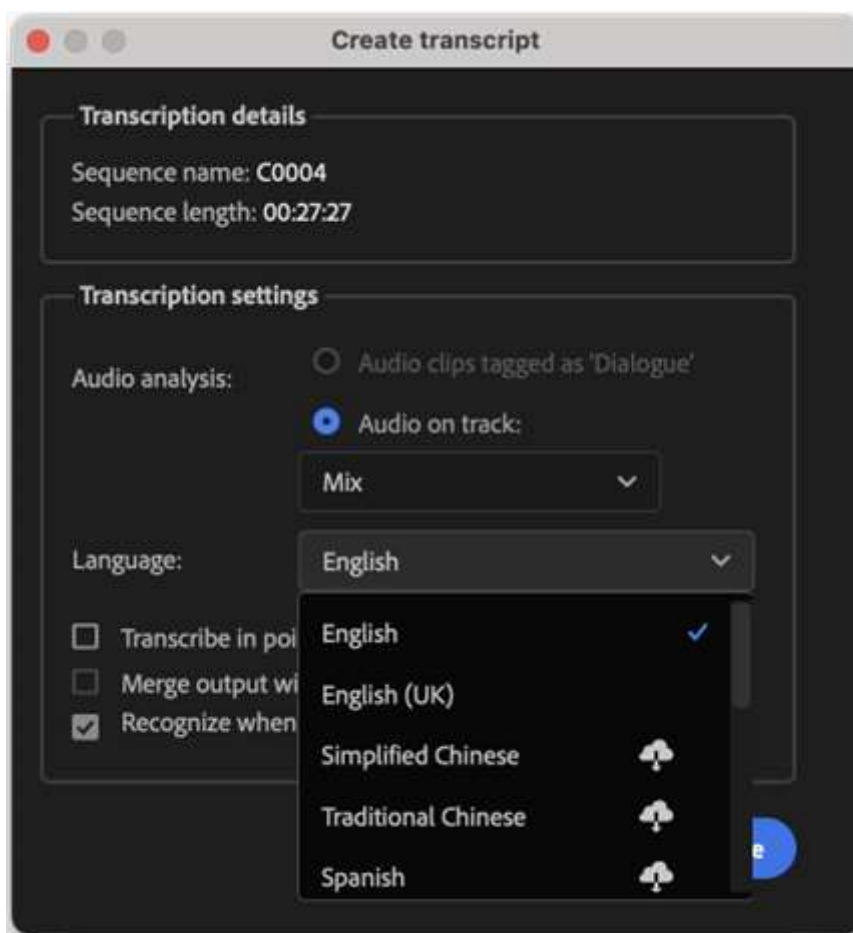 Create transcript
Transcription details
Sequence name: C0004
Sequence length: 00:27:27
Transcription settings
Audio analysis:
Audio clips tagged as 'Dialogue'
Audio on track:
Mix
Language:
English
English
English (UK)
Simplified Chinese
Traditional Chinese
Spanish
Transcribe in
Merge output
Recognize when